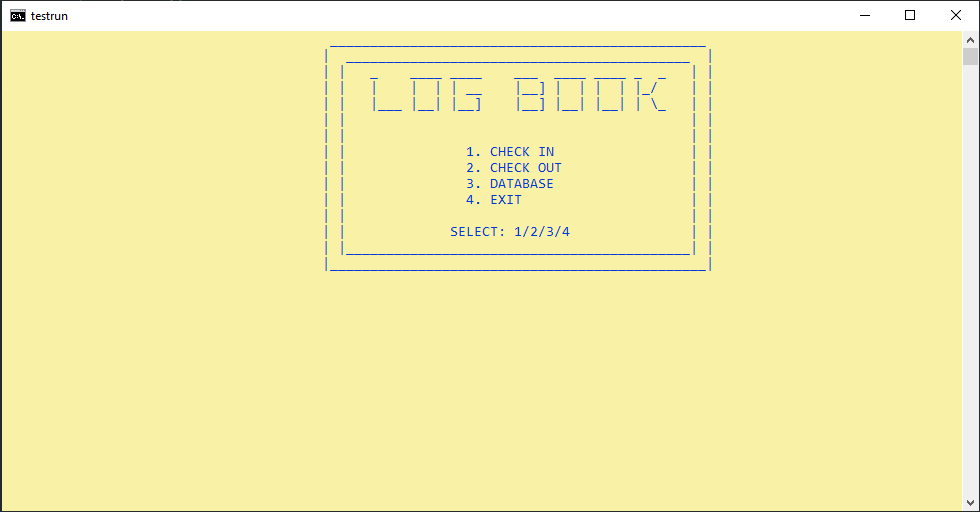 testrun
LOG BOOK
1. CHECK IN
2. CHECK OUT
3. DATABASE
4. EXIT
SELECT: 1/2/3/4